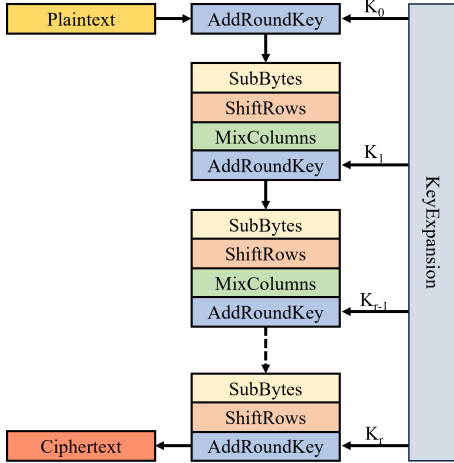 Plaintext
AddRoundKey
K0
SubBytes
ShiftRows
MixColumns
AddRoundKey
K1
SubBytes
ShiftRows
MixColumns
AddRoundKey
Kr-1
SubBytes
ShiftRows
AddRoundKey
Kr
Ciphertext
KeyExpansion